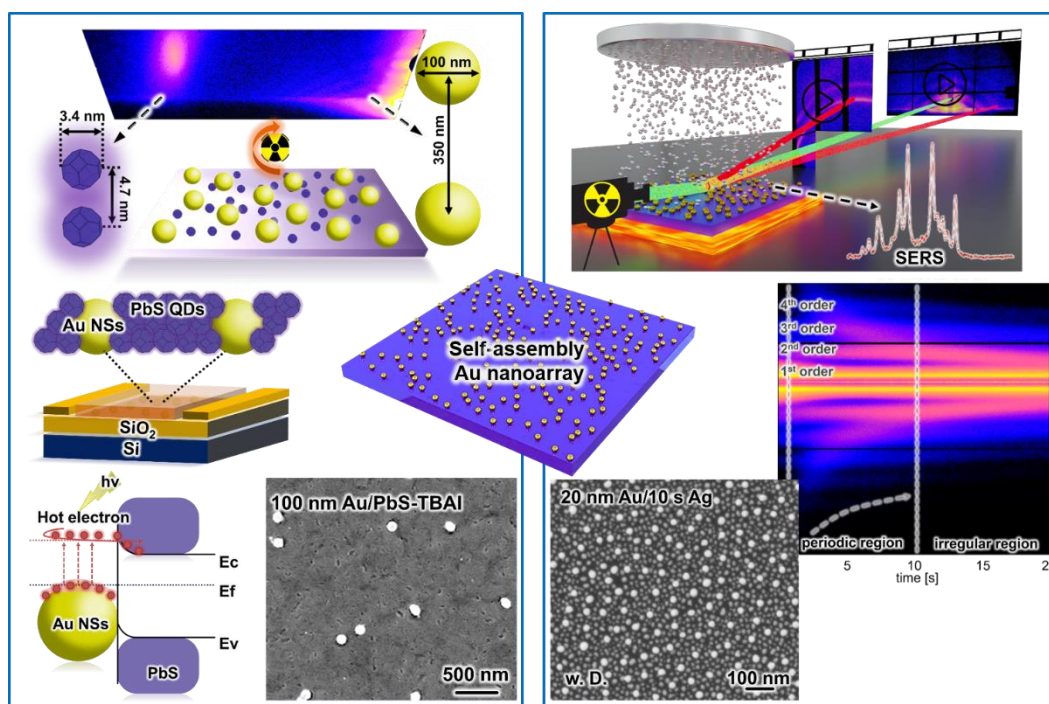 100 nm
3.4 nm
4.7 nm
350 nm
PbS QDs
Au NSs
SiO2
Si
hν
Hot electron
Ec
Ef
Au NSs
Ev
PbS
100 nm Au/PbS-TBAI
500 nm
Self-assembly
Au nanoarray
SERS
4th order
3rd order
2nd order
1st order
periodic region
irregular region
5
10
15
2
time [s]
20 nm Au/10 s Ag
w. D.
100 nm